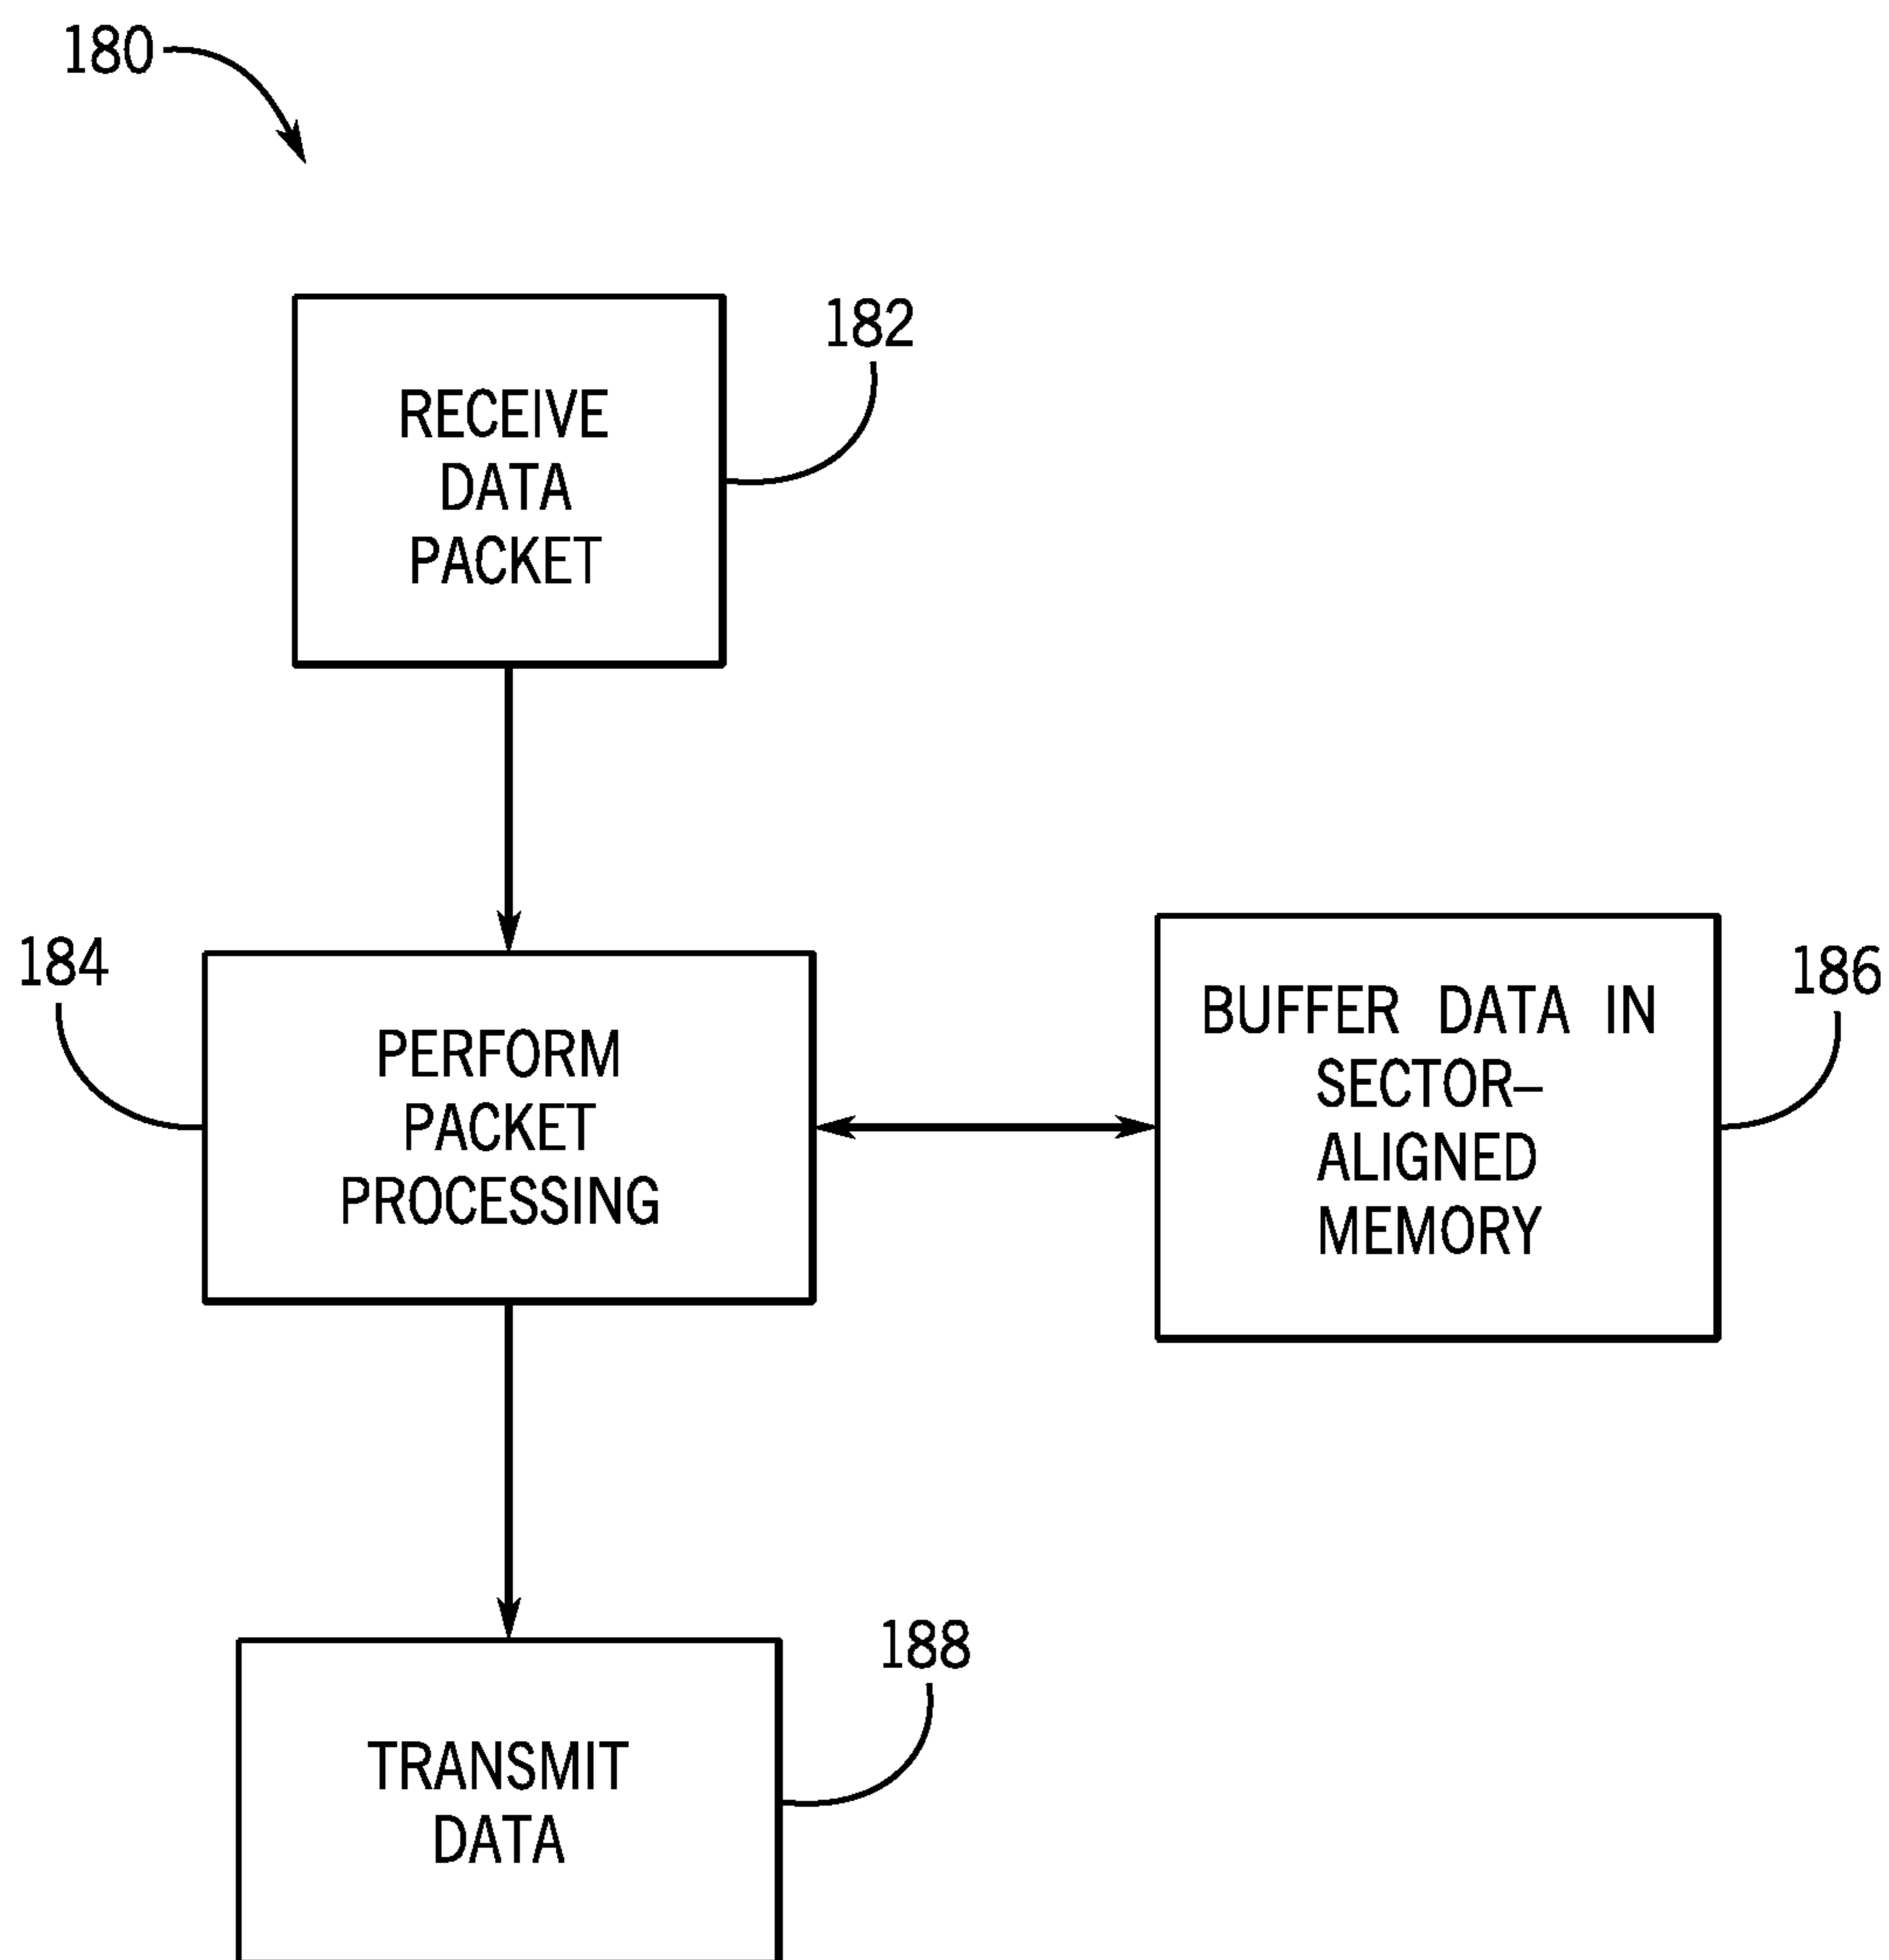 180
182
RECEIVE
DATA
PACKET
184
PERFORM
PACKET
PROCESSING
186
BUFFER DATA IN
SECTOR-
ALIGNED
MEMORY
188
TRANSMIT
DATA